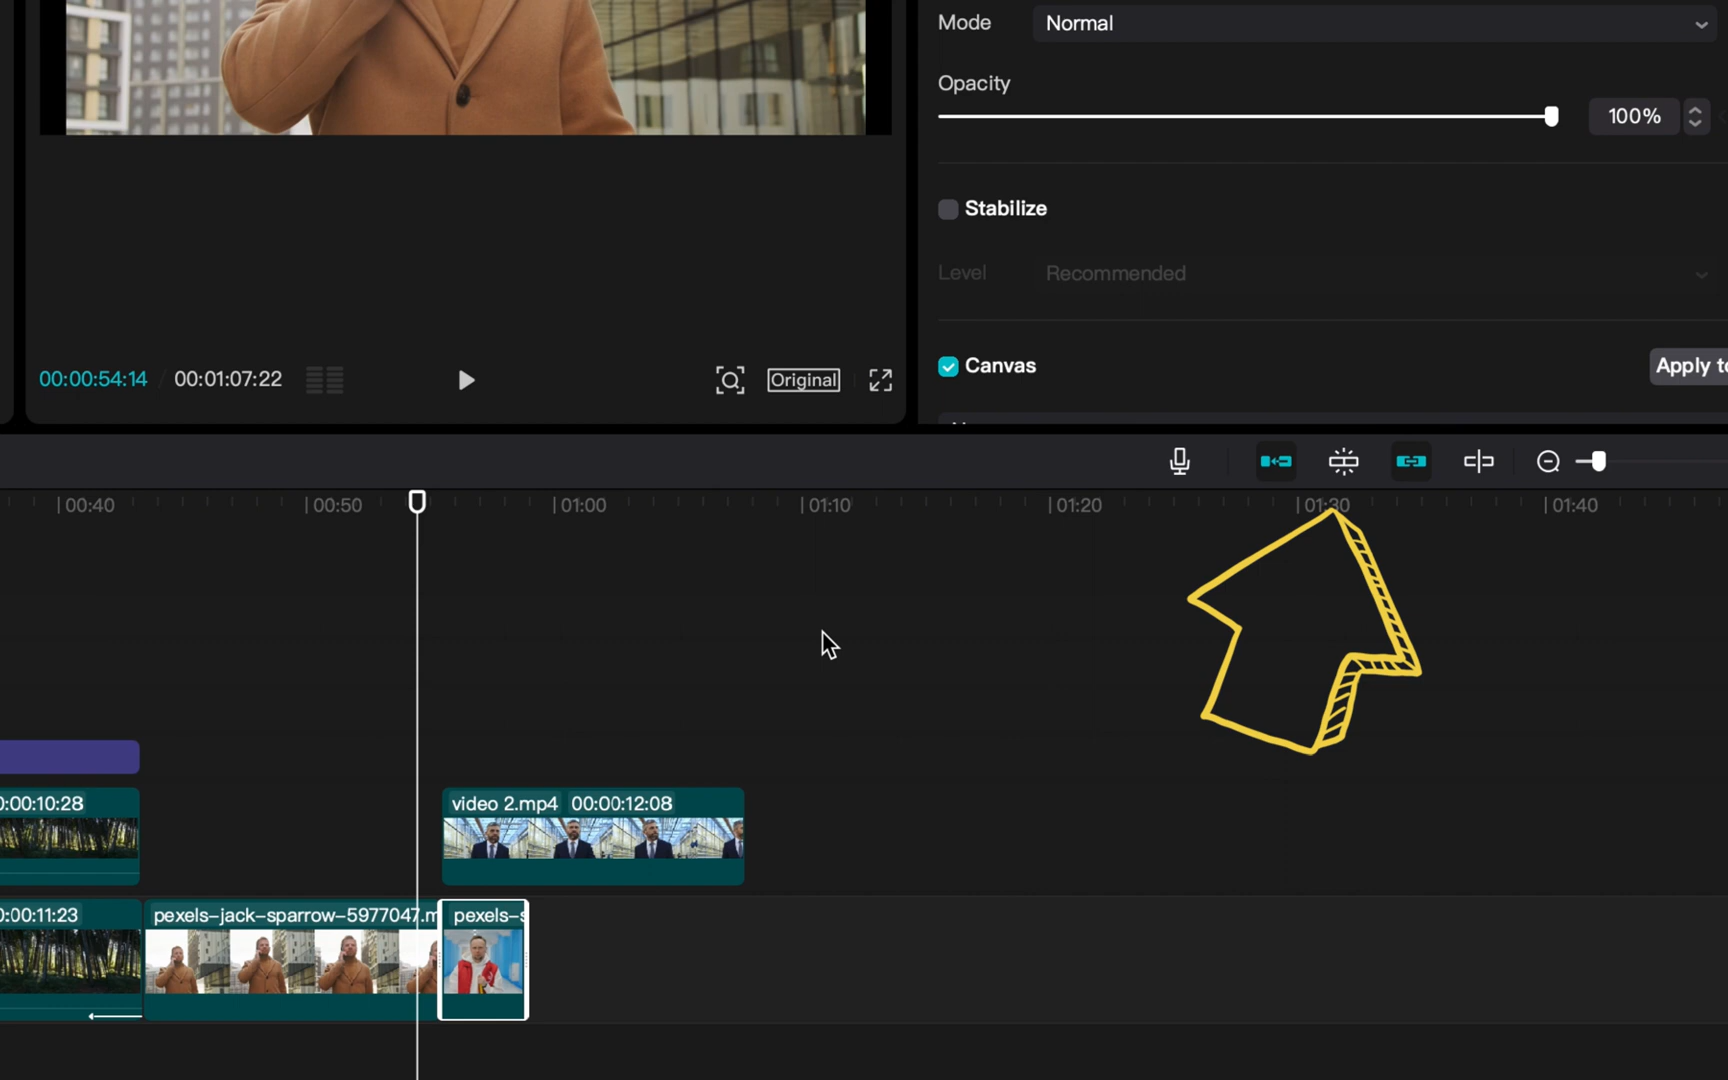 Mode Normal
Opacity
100%
Stabilize
Level Recommended
Canvas
Apply to
00:00:54:14 / 00:01:07:22
Original
00:40 00:50 01:00 01:10 01:20 01:30 01:40
0:00:10:28
video 2.mp4 00:00:12:08
0:00:11:23
pexels-jack-sparrow-5977047.m
pexels-s